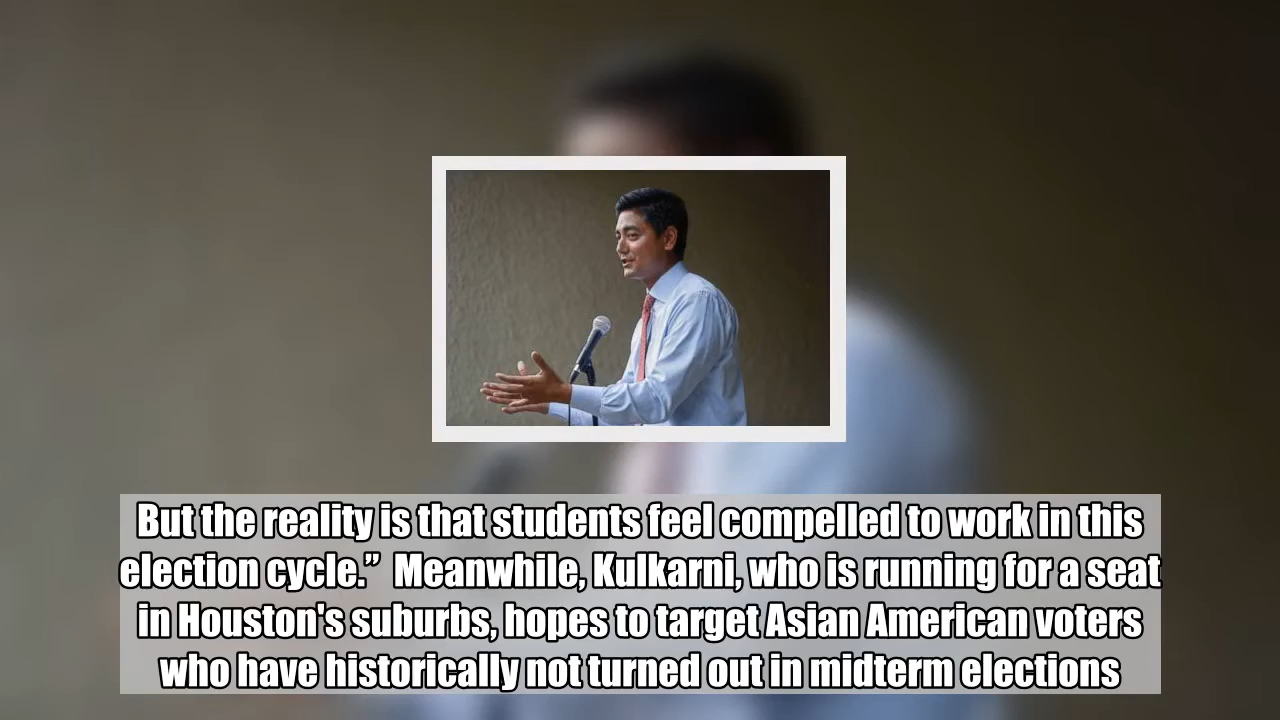 But the reality is that students feel compelled to work in this
election cycle.”  Meanwhile, Kulkarni, who is running for a seat
in Houston's suburbs, hopes to target Asian American voters
who have historically not turned out in midterm elections